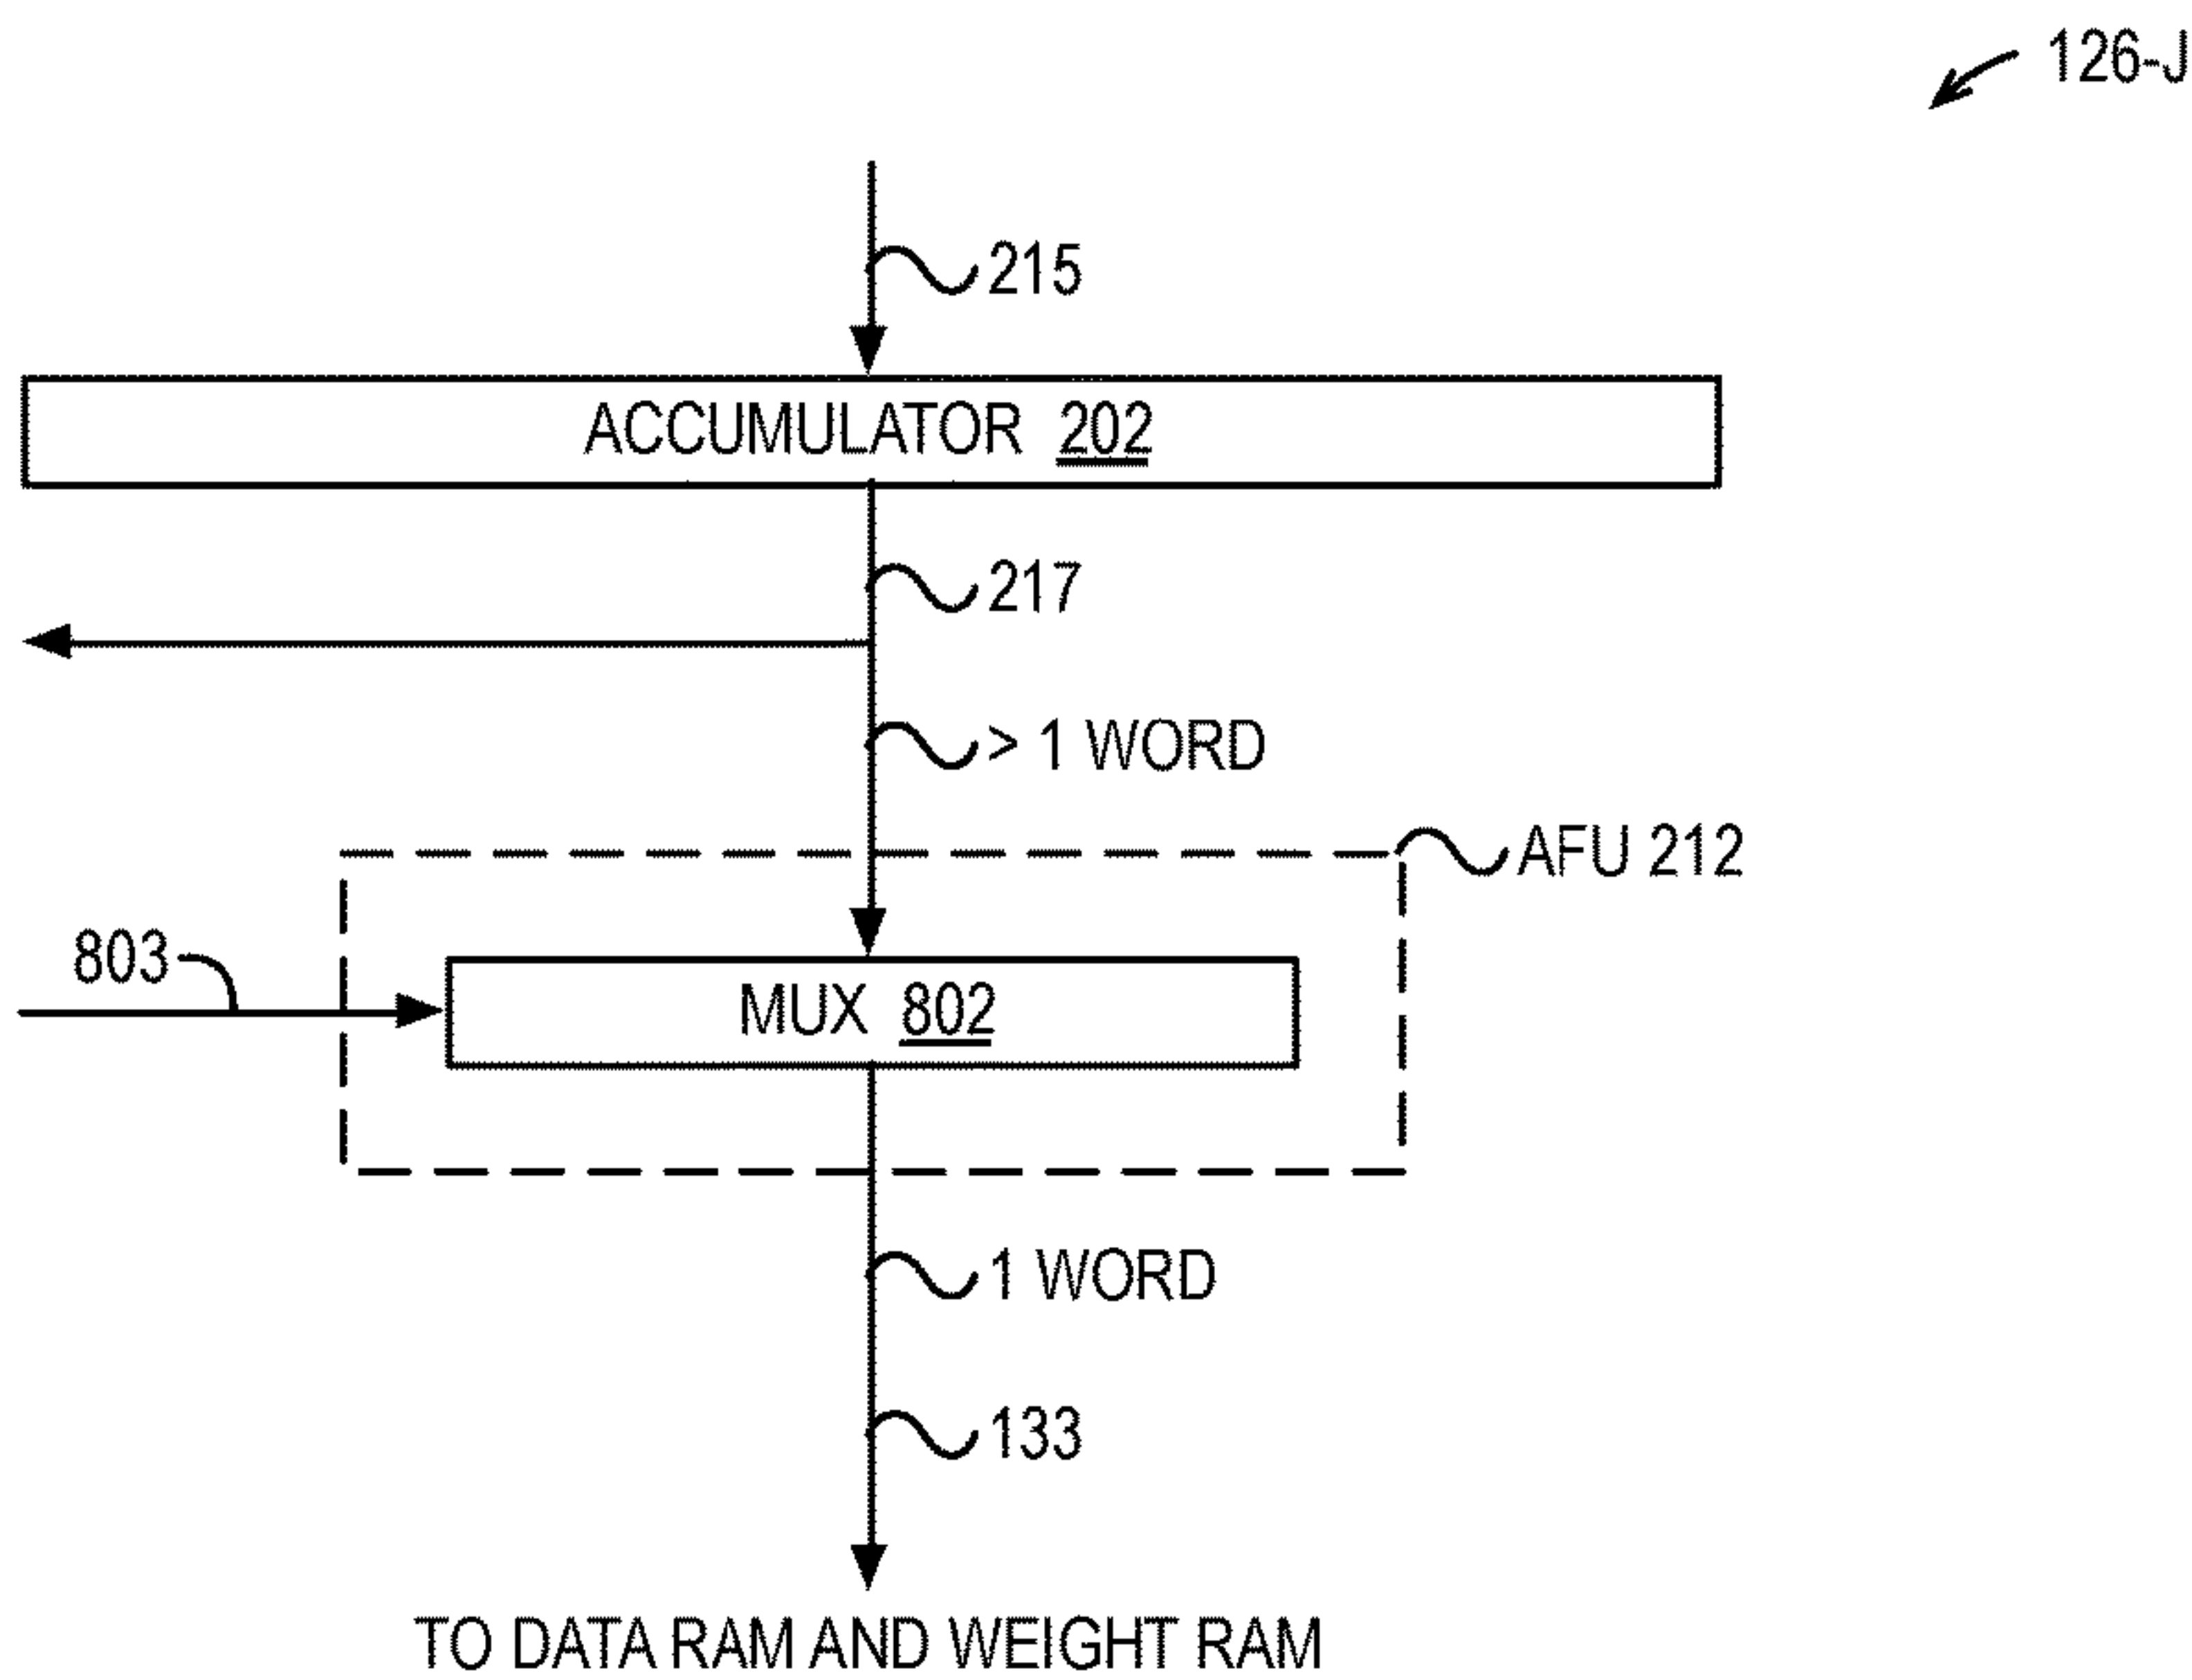 126-J
215
ACCUMULATOR 202
217
> 1 WORD
AFU 212
803
MUX 802
1 WORD
133
TO DATA RAM AND WEIGHT RAM